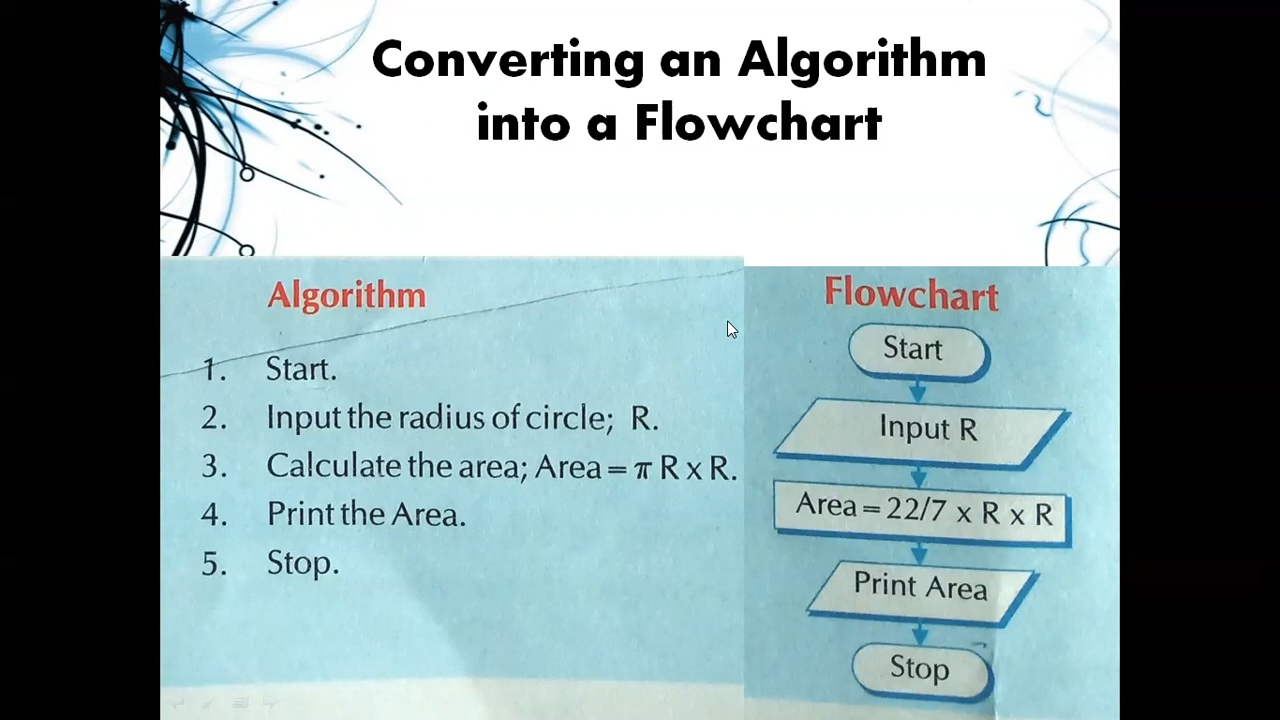 Converting an Algorithm
into a Flowchart
Algorithm
1. Start.
2. Input the radius of circle; R.
3. Calculate the area; Area = π R x R.
4. Print the Area.
5. Stop.
Flowchart
Start
Input R
Area = 22/7 x R x R
Print Area
Stop